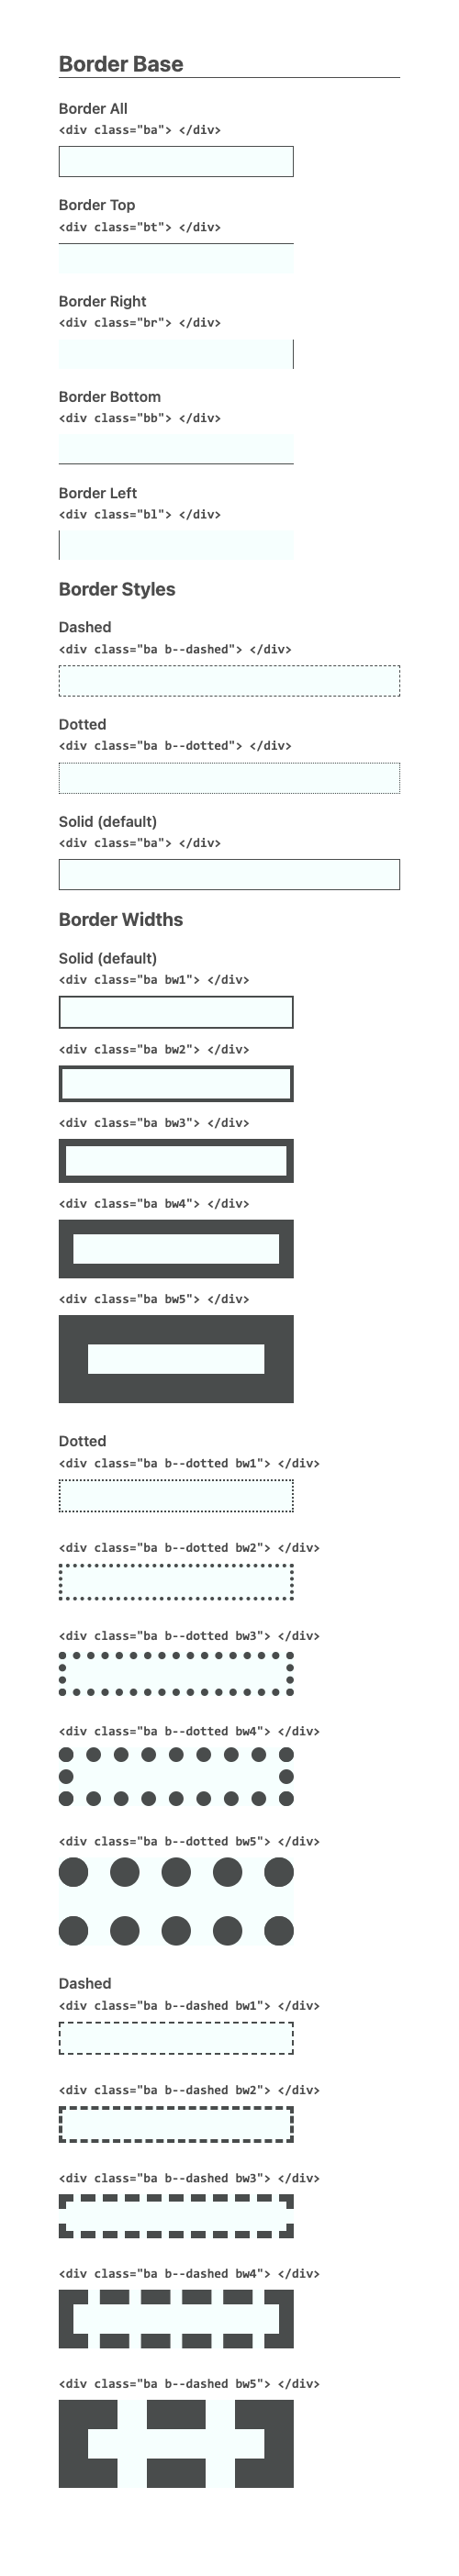 Border Base
Border All
<div class="ba"> </div>
Border Top
<div class="bt"> </div>
Border Right
<div class="br"> </div>
Border Bottom
<div class="bb"> </div>
Border Left
<div class="bl"> </div>
Border Styles
Dashed
<div class="ba b--dashed"> </div>
Dotted
<div class="ba b--dotted"> </div>
Solid (default)
<div class="ba"> </div>
Border Widths
Solid (default)
<div class="ba bw1"> </div>
<div class="ba bw2"> </div>
<div class="ba bw3"> </div>
<div class="ba bw4"> </div>
<div class="ba bw5"> </div>
Dotted
<div class="ba b--dotted bw1"> </div>
<div class="ba b--dotted bw2"> </div>
<div class="ba b--dotted bw3"> </div>
<div class="ba b--dotted bw4"> </div>
<div class="ba b--dotted bw5"> </div>
Dashed
<div class="ba b--dashed bw1"> </div>
<div class="ba b--dashed bw2"> </div>
<div class="ba b--dashed bw3"> </div>
<div class="ba b--dashed bw4"> </div>
<div class="ba b--dashed bw5"> </div>